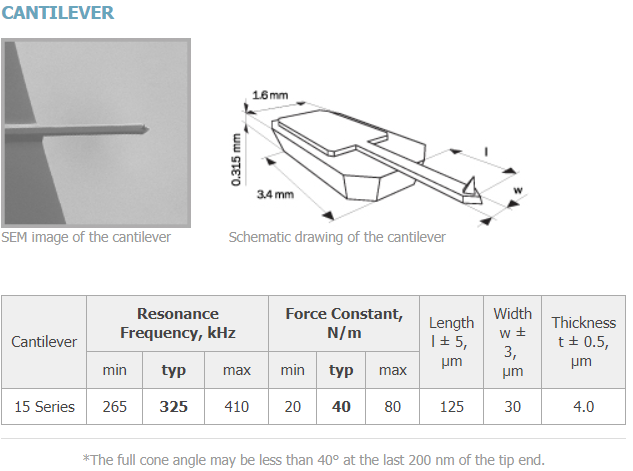 CANTILEVER
1.6 mm
0.315 mm
3.4 mm
l
w
SEM image of the cantilever
Schematic drawing of the cantilever
Cantilever
Resonance
Frequency, kHz
Force Constant,
N/m
Length
l ± 5,
µm
Width
w ±
3,
µm
Thickness
t ± 0.5,
µm
min typ max min typ max
15 Series 265 325 410 20 40 80 125 30 4.0
*The full cone angle may be less than 40° at the last 200 nm of the tip end.